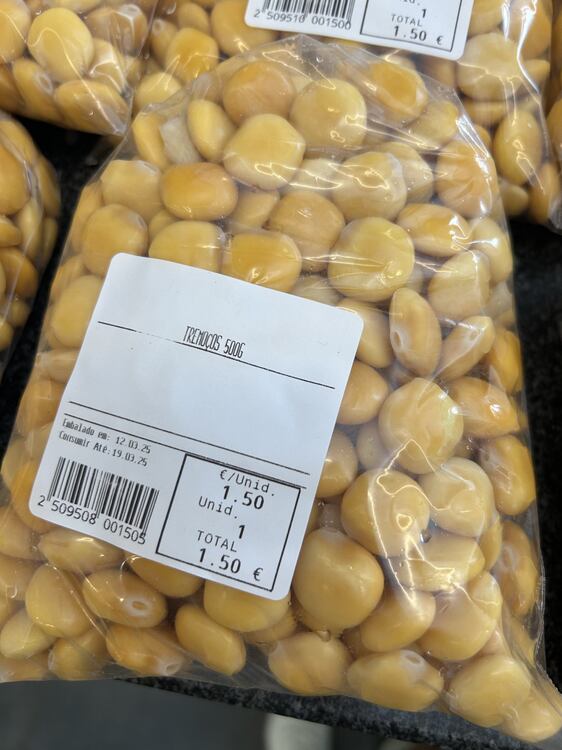 2 509510 001500
1
TOTAL
1.50 €
TREMOÇOS 500G
Embalado em: 12.03.25
Consumir Até: 19.03.25
2 509508 001505
€/Unid.
1.50
Unid.
1
TOTAL
1.50 €